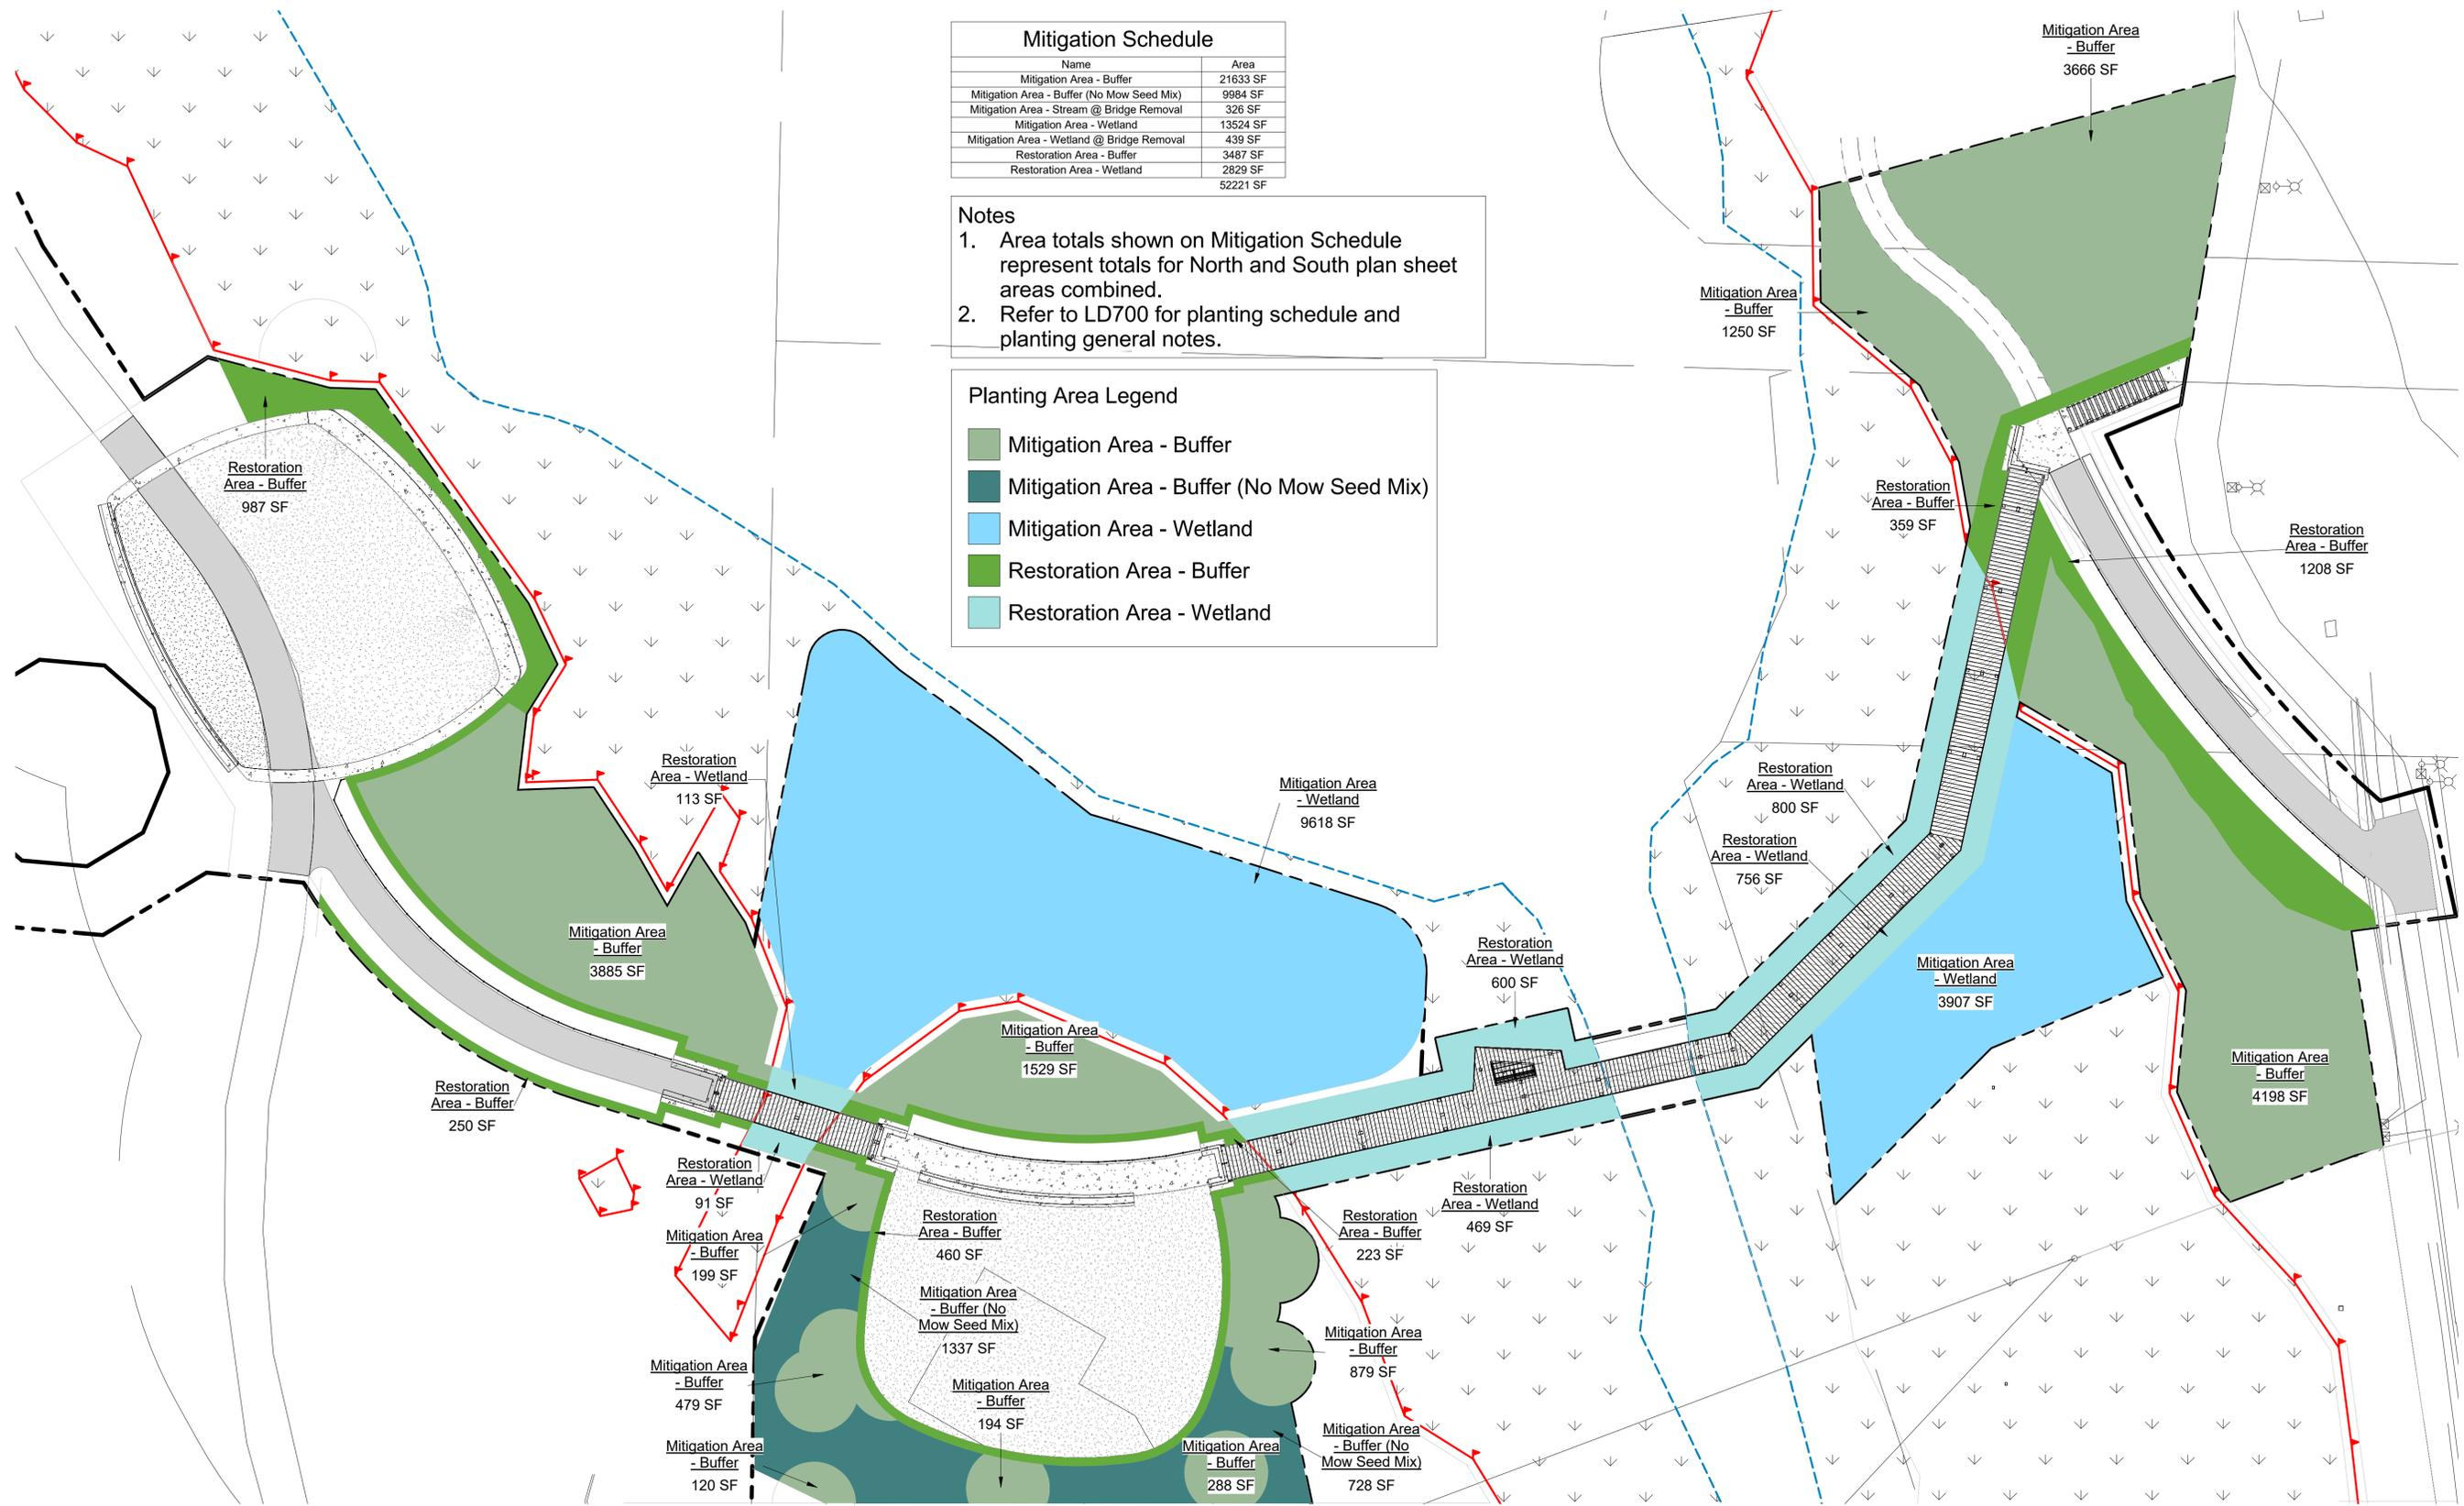 Mitigation Schedule
Name Area
Mitigation Area - Buffer 21633 SF
Mitigation Area - Buffer (No Mow Seed Mix) 9984 SF
Mitigation Area - Stream @ Bridge Removal 326 SF
Mitigation Area - Wetland 13524 SF
Mitigation Area - Wetland @ Bridge Removal 439 SF
Restoration Area - Buffer 3487 SF
Restoration Area - Wetland 2829 SF
52221 SF
Notes
1. Area totals shown on Mitigation Schedule
represent totals for North and South plan sheet
areas combined.
2. Refer to LD700 for planting schedule and
planting general notes.
Planting Area Legend
Mitigation Area - Buffer
Mitigation Area - Buffer (No Mow Seed Mix)
Mitigation Area - Wetland
Restoration Area - Buffer
Restoration Area - Wetland
Mitigation Area
- Buffer
3666 SF
Mitigation Area
- Buffer
1250 SF
Restoration
Area - Buffer
987 SF
Restoration
Area - Buffer
359 SF
Restoration
Area - Buffer
1208 SF
Restoration
Area - Wetland
113 SF
Mitigation Area
- Wetland
9618 SF
Restoration
Area - Wetland
800 SF
Restoration
Area - Wetland
756 SF
Mitigation Area
- Buffer
3885 SF
Restoration
Area - Wetland
600 SF
Mitigation Area
- Wetland
3907 SF
Mitigation Area
- Buffer
1529 SF
Mitigation Area
- Buffer
4198 SF
Restoration
Area - Buffer
250 SF
Restoration
Area - Wetland
91 SF
Restoration
Area - Wetland
469 SF
Mitigation Area
- Buffer
199 SF
Restoration
Area - Buffer
460 SF
Restoration
Area - Buffer
223 SF
Mitigation Area
- Buffer (No
Mow Seed Mix)
1337 SF
Mitigation Area
- Buffer
879 SF
Mitigation Area
- Buffer
479 SF
Mitigation Area
- Buffer
194 SF
Mitigation Area
- Buffer
120 SF
Mitigation Area
- Buffer
288 SF
Mitigation Area
- Buffer (No
Mow Seed Mix)
728 SF